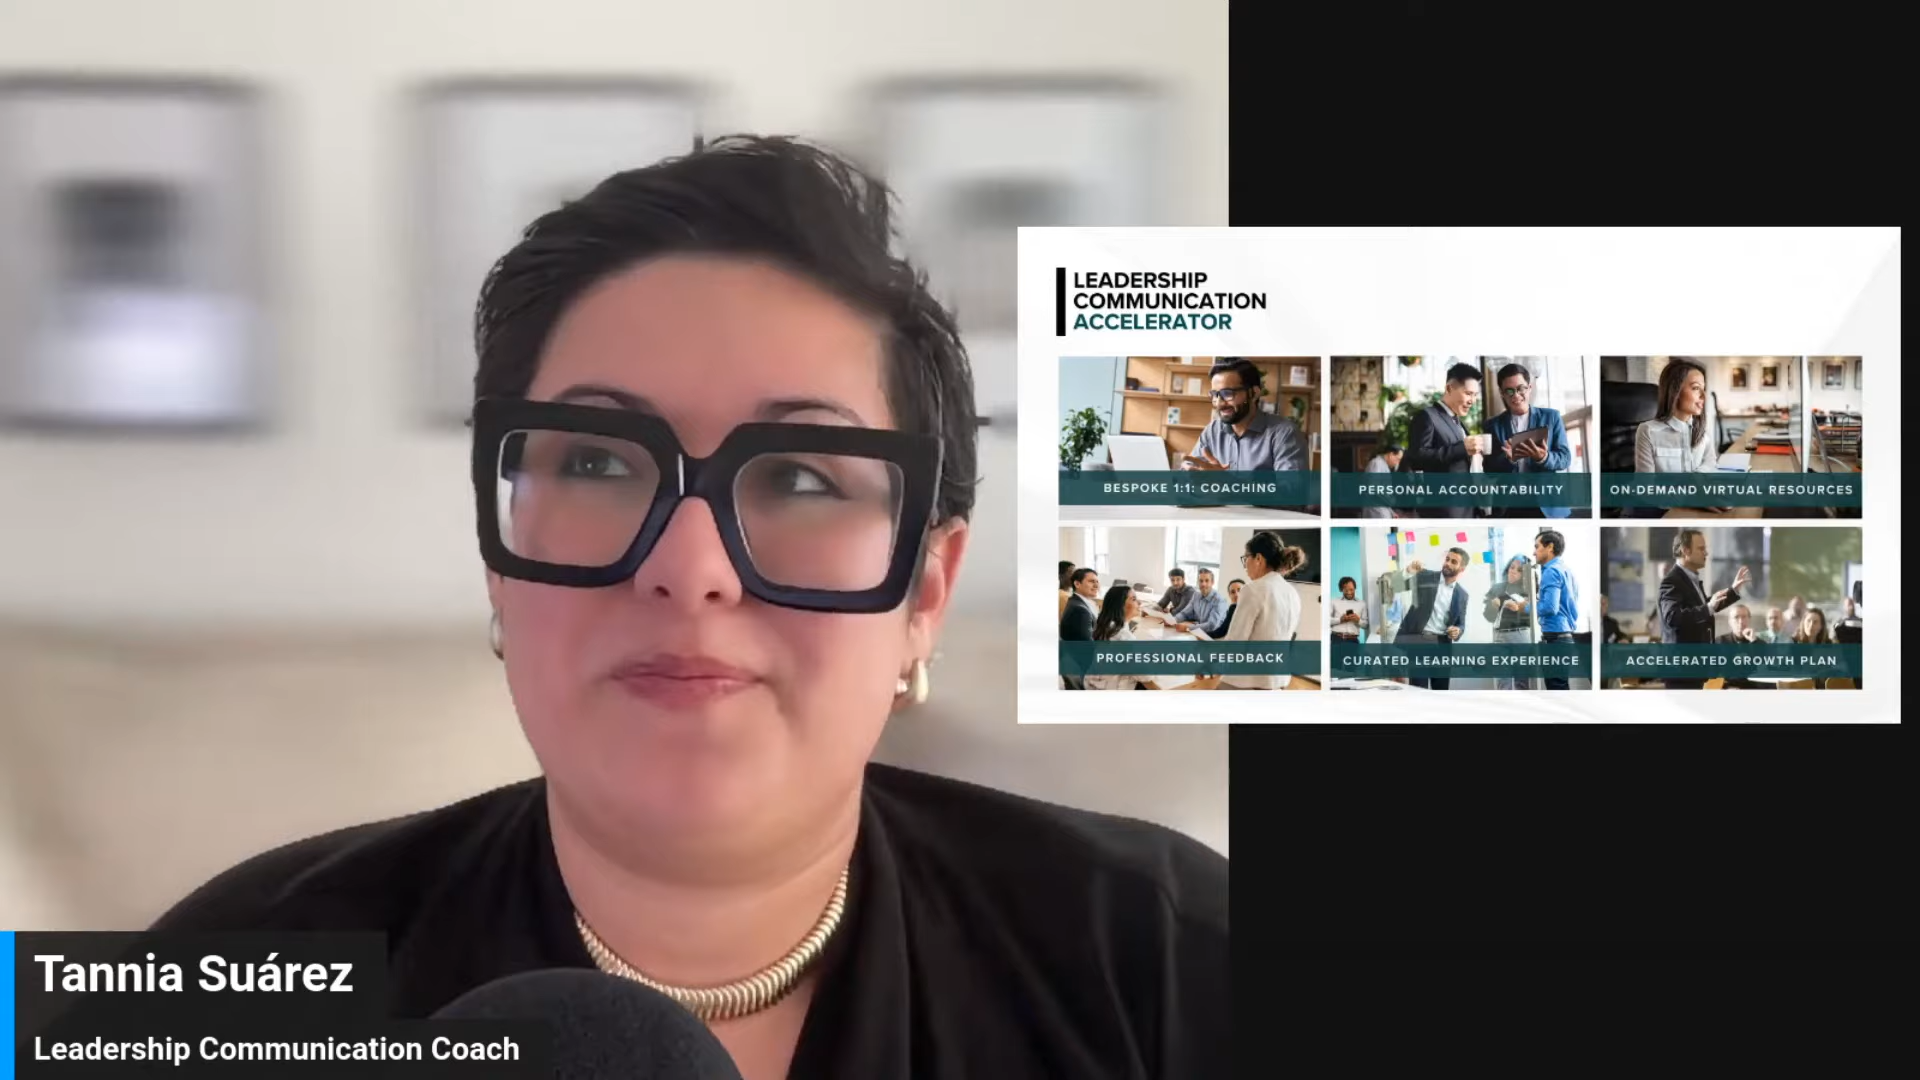 LEADERSHIP
COMMUNICATION
ACCELERATOR
BESPOKE 1:1: COACHING
PERSONAL ACCOUNTABILITY
ON-DEMAND VIRTUAL RESOURCES
PROFESSIONAL FEEDBACK
CURATED LEARNING EXPERIENCE
ACCELERATED GROWTH PLAN
Tannia Suárez
Leadership Communication Coach